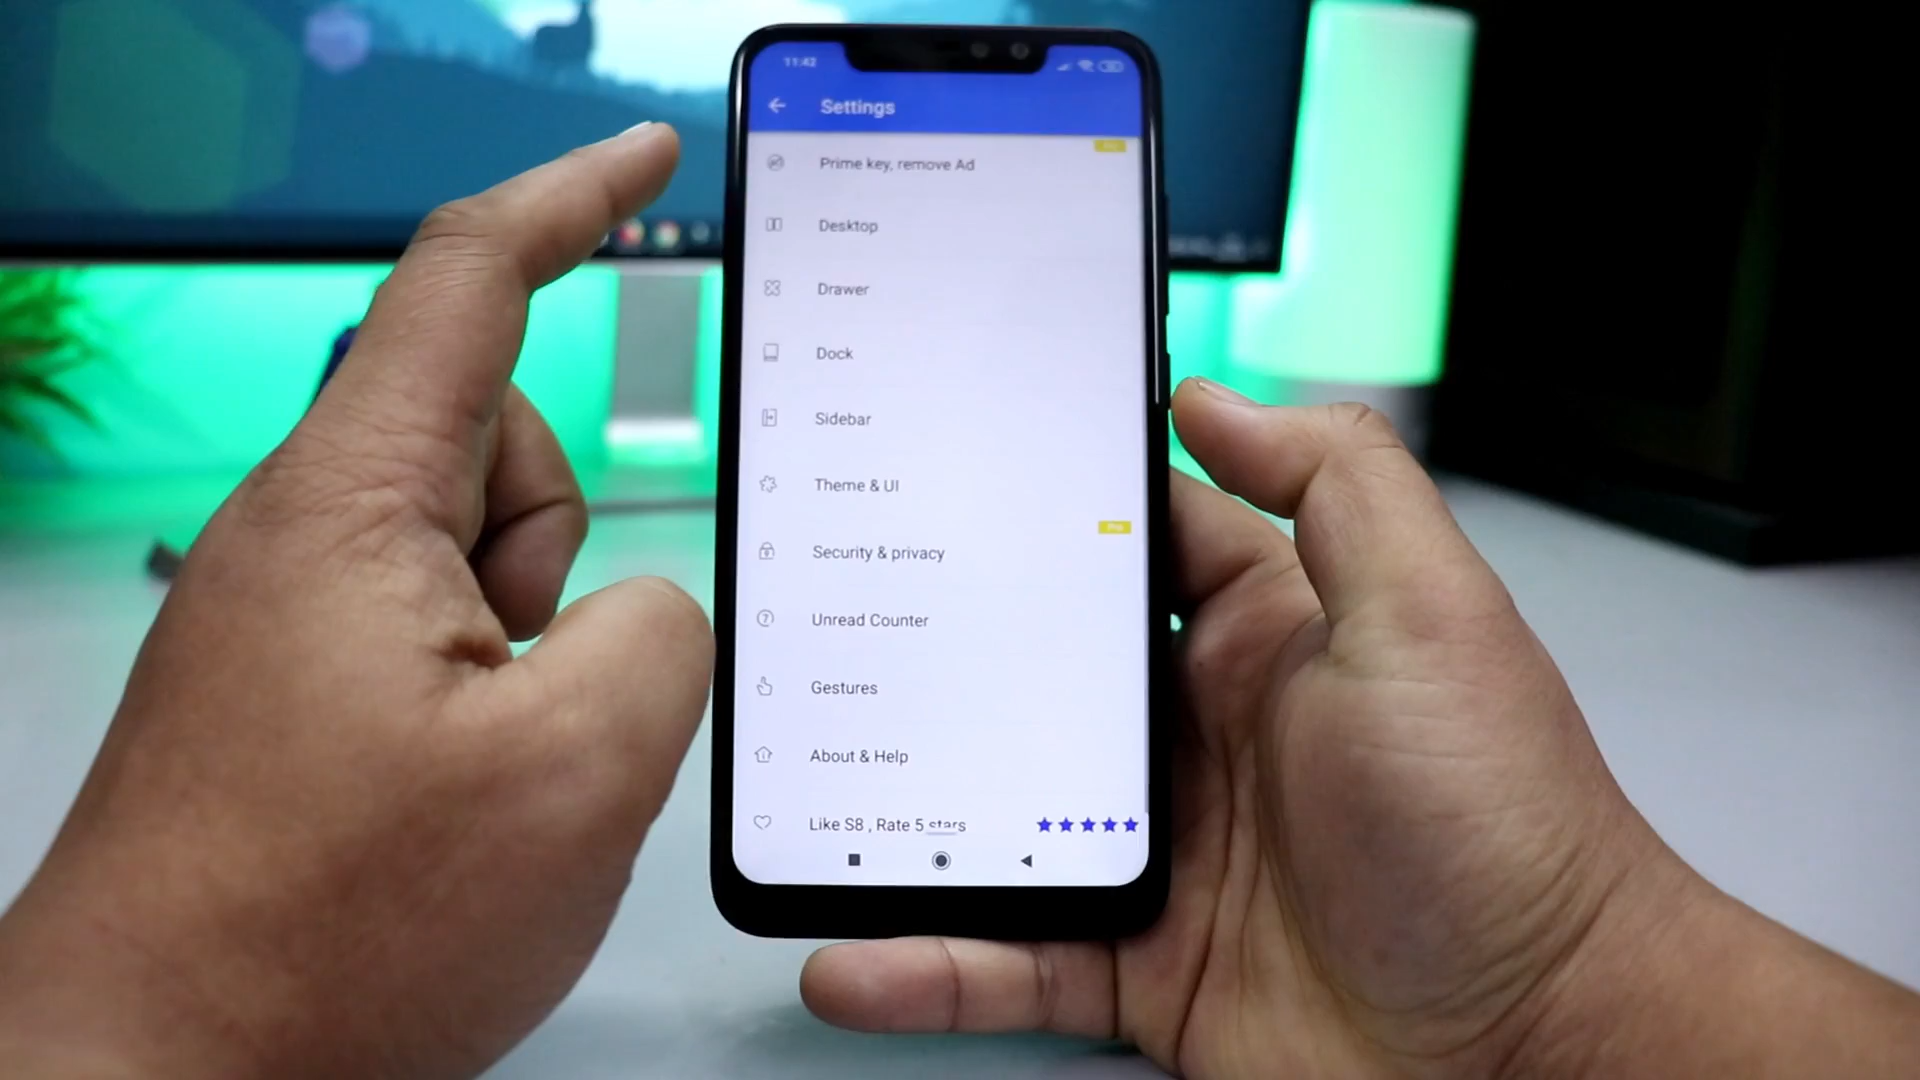 11:42
Settings
Prime key, remove Ad
Desktop
Drawer
Dock
Sidebar
Theme & UI
Pro
Security & privacy
Unread Counter
Gestures
About & Help
Like S8 , Rate 5 stars